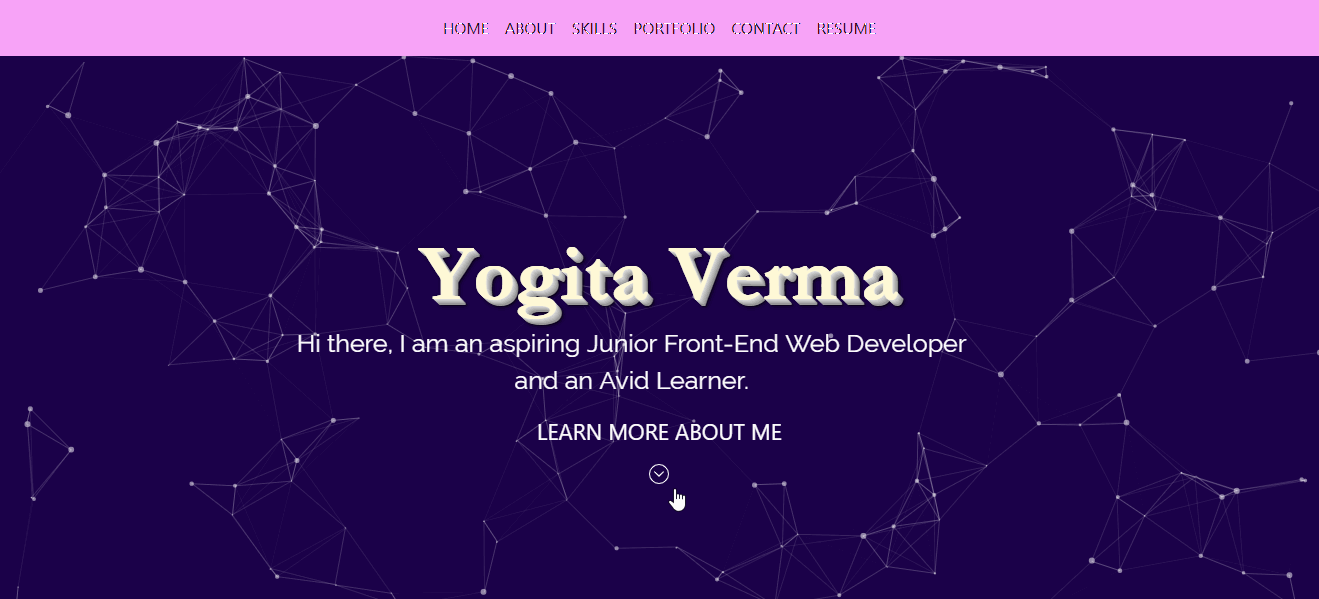 HOME ABOUT SKILLS PORTFOLIO CONTACT RESUME
Yogita Verma
Hi there, I am an aspiring Junior Front-End Web Developer
and an Avid Learner.
LEARN MORE ABOUT ME